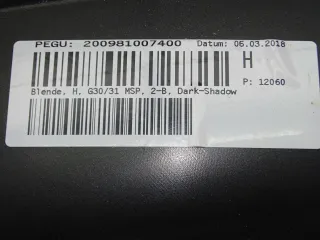 PEGU: 200981007400 Datum: 06.03.2018
H
P: 12060
Blende, H, G30/31 MSP, 2-B, Dark-Shadow